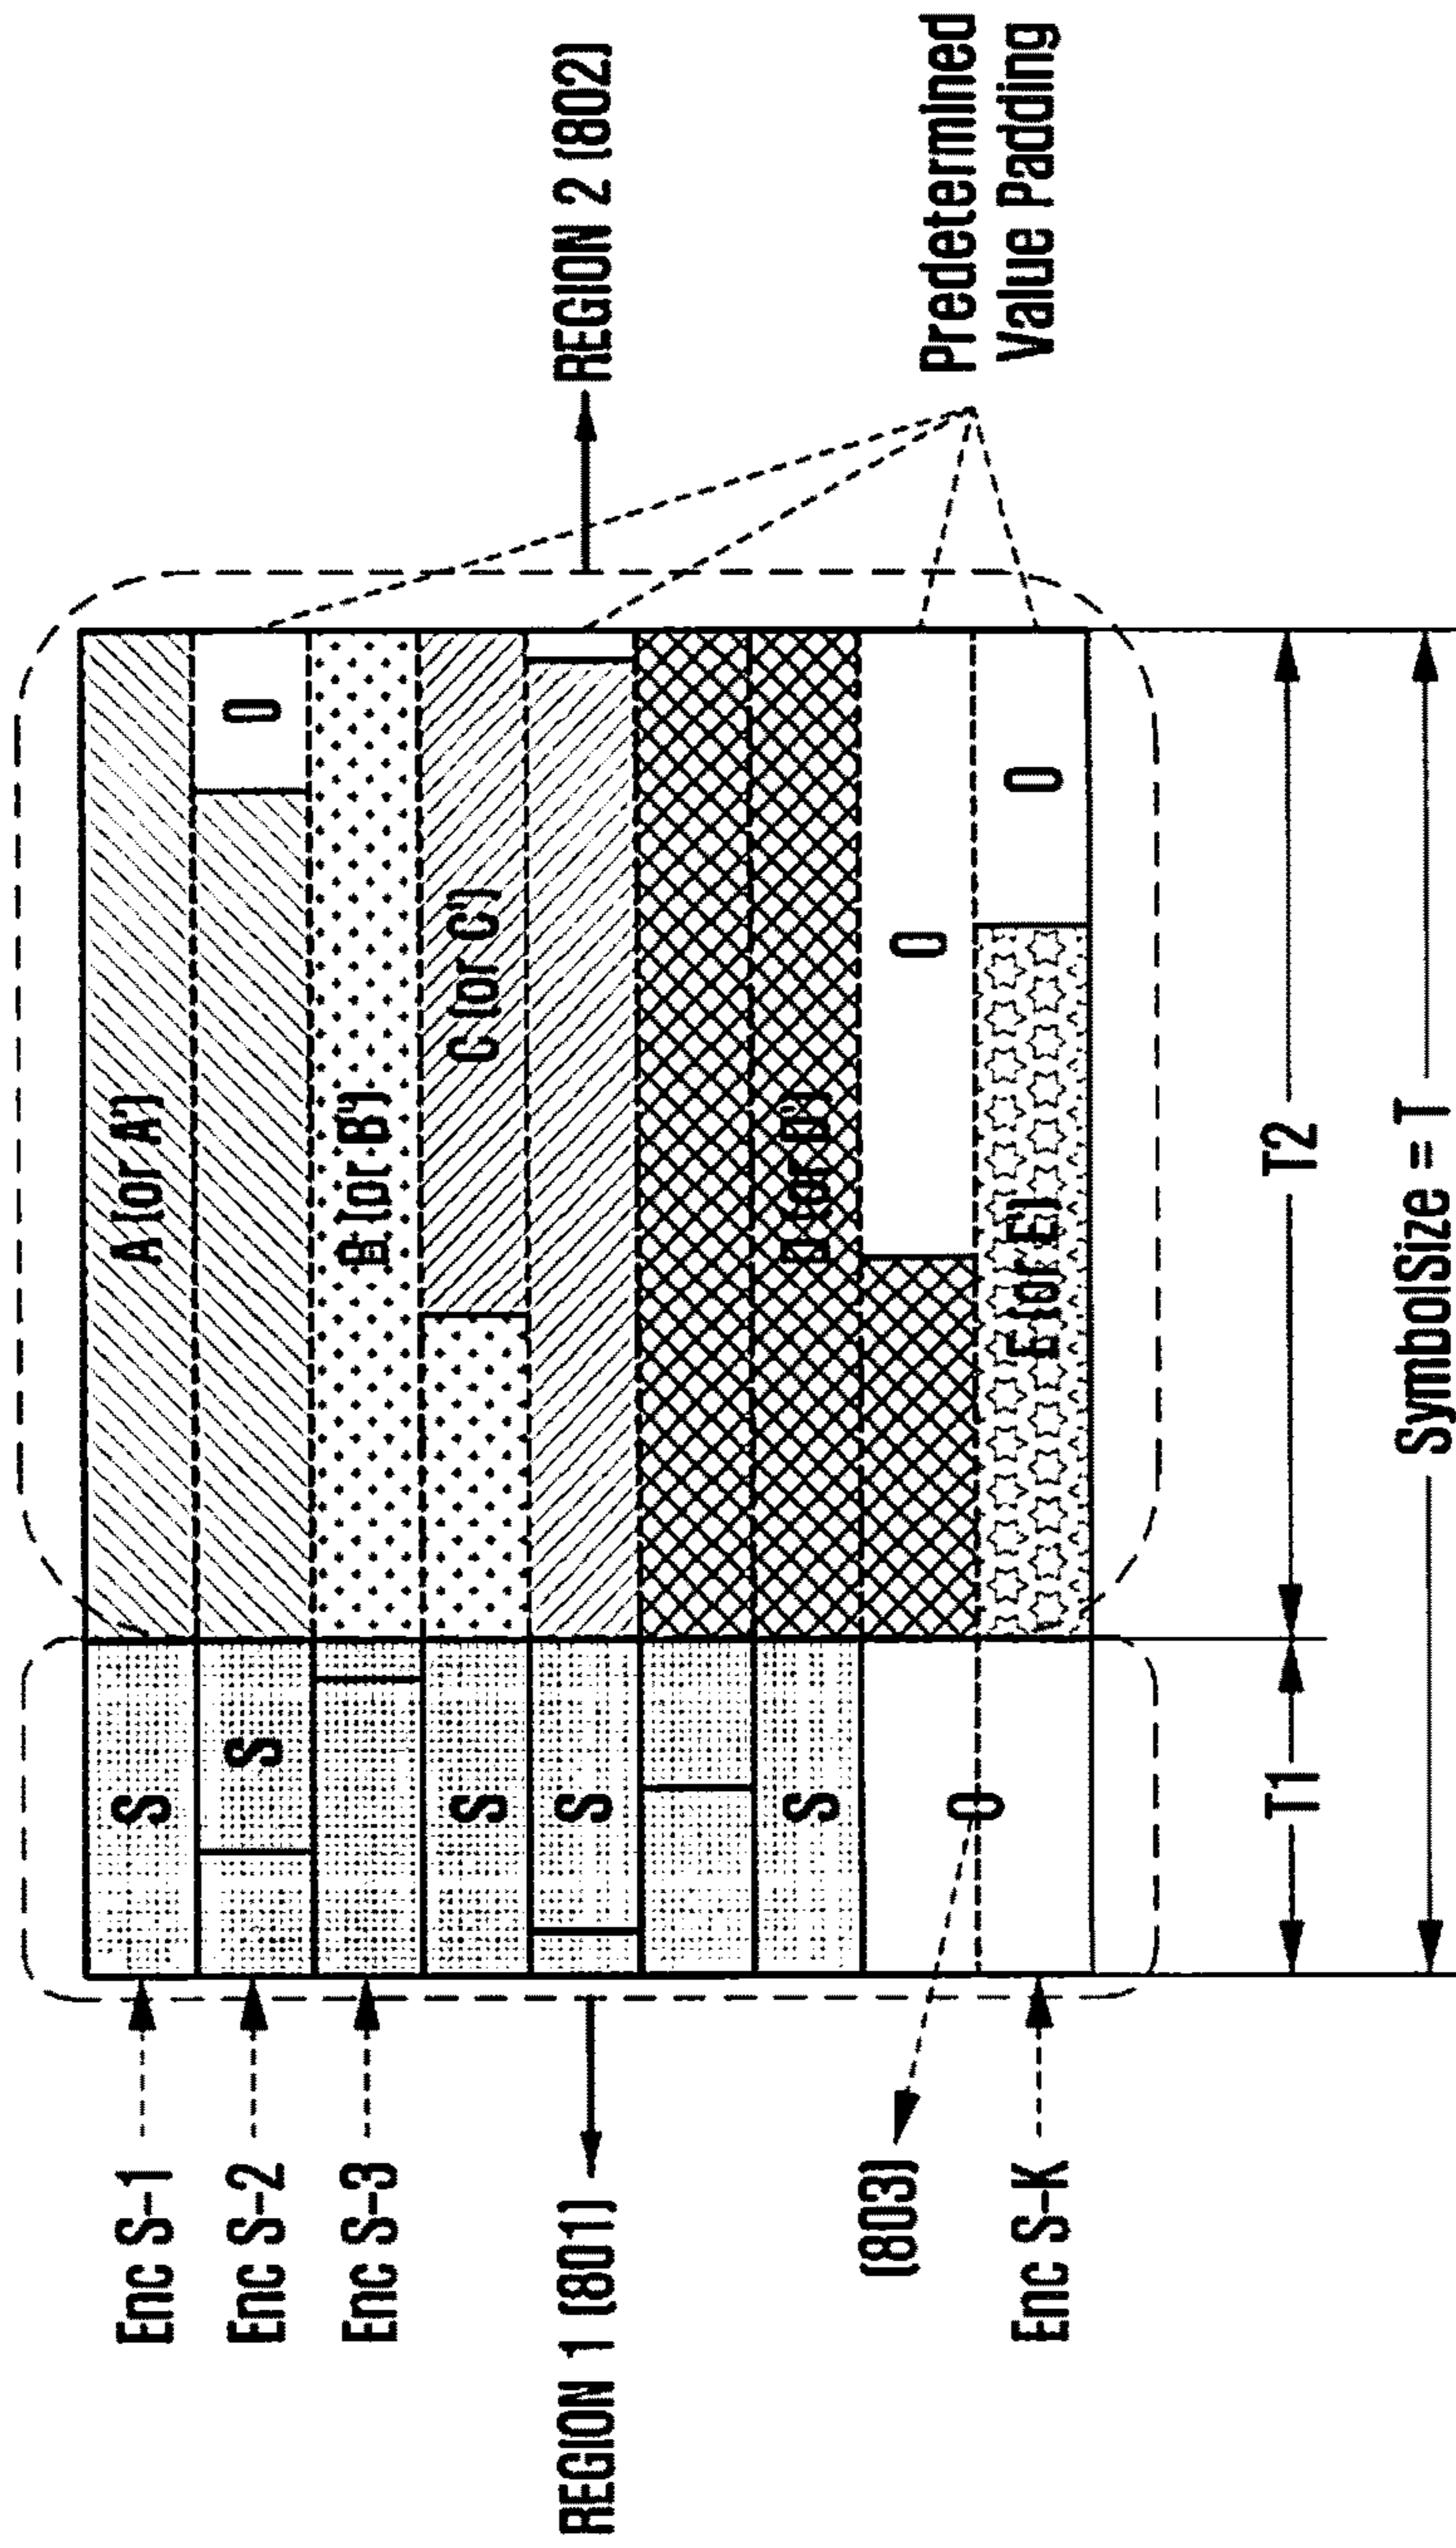 Enc S-1
S
A (or A')
Enc S-2
S
0
Enc S-3
B (or B')
S
C (or C')
REGION 1 (801)
S
REGION 2 (802)
S
D (or D')
(803)
0
0
Predetermined
Value Padding
Enc S-K
E (or E')
0
T1
T2
SymbolSize = T